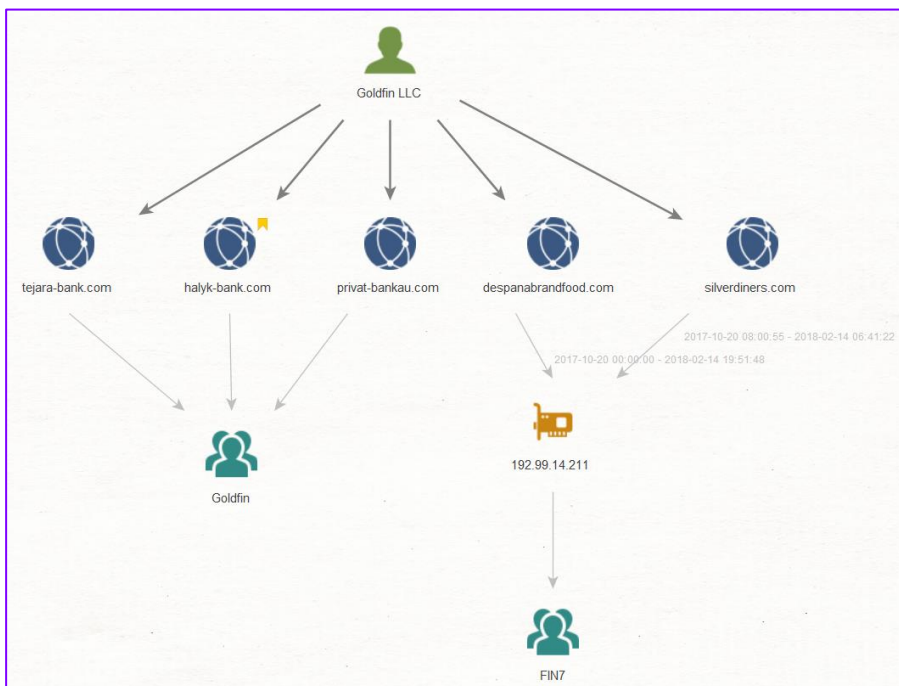 Goldfin LLC
tejara-bank.com
halyk-bank.com
privat-bankau.com
despanabrandfood.com
silverdiners.com
2017-10-20 08:00:55 - 2018-02-14 06:41:22
2017-10-20 00:00:00 - 2018-02-14 19:51:48
192.99.14.211
Goldfin
FIN7